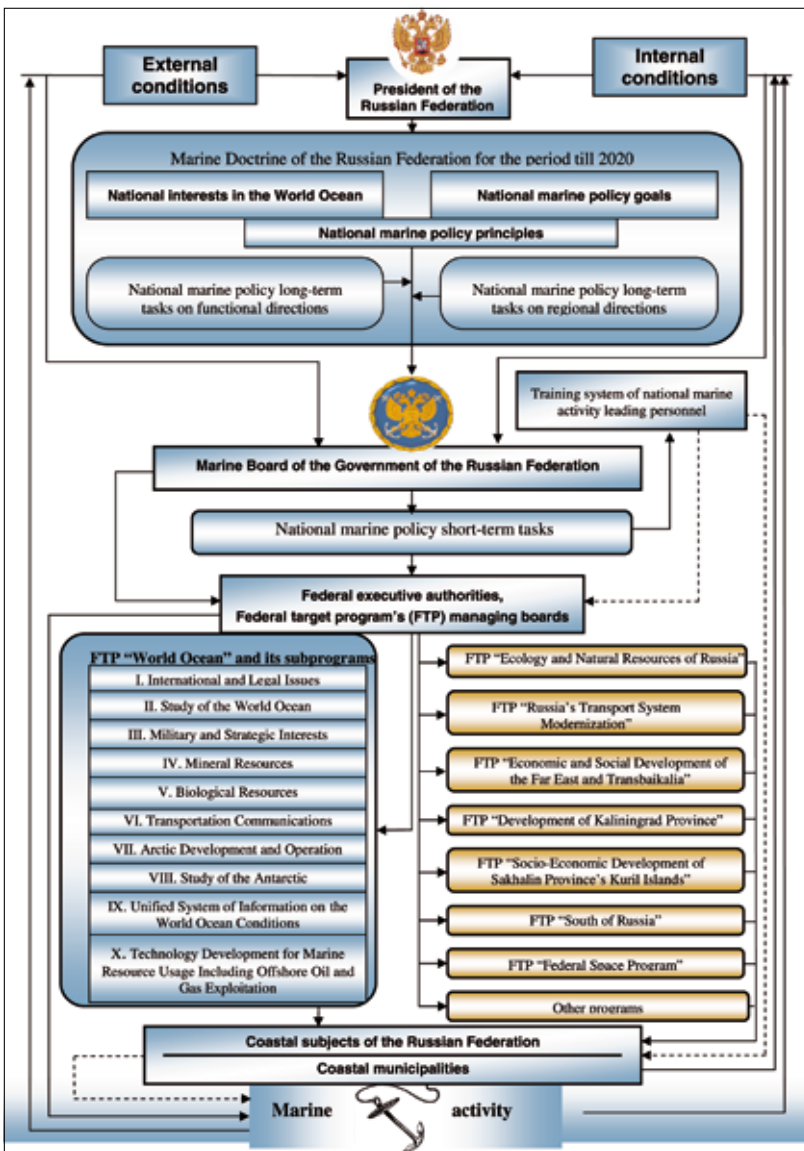 External
conditions
Internal
conditions
President of the
Russian Federation
Marine Doctrine of the Russian Federation for the period till 2020
National interests in the World Ocean
National marine policy goals
National marine policy principles
National marine policy long-term
tasks on functional directions
National marine policy long-term
tasks on regional directions
Training system of national marine
activity leading personnel
Marine Board of the Government of the Russian Federation
National marine policy short-term tasks
Federal executive authorities,
Federal target program's (FTP) managing boards
FTP "World Ocean" and its subprograms
I. International and Legal Issues
II. Study of the World Ocean
III. Military and Strategic Interests
IV. Mineral Resources
V. Biological Resources
VI. Transportation Communications
VII. Arctic Development and Operation
VIII. Study of the Antarctic
IX. Unified System of Information on the
World Ocean Conditions
X. Technology Development for Marine
Resource Usage Including Offshore Oil and
Gas Exploitation
FTP "Ecology and Natural Resources of Russia"
FTP "Russia's Transport System
Modernization"
FTP "Economic and Social Development of
the Far East and Transbaikalia"
FTP "Development of Kaliningrad Province"
FTP "Socio-Economic Development of
Sakhalin Province's Kuril Islands"
FTP "South of Russia"
FTP "Federal Space Program"
Other programs
Coastal subjects of the Russian Federation
Coastal municipalities
Marine activity